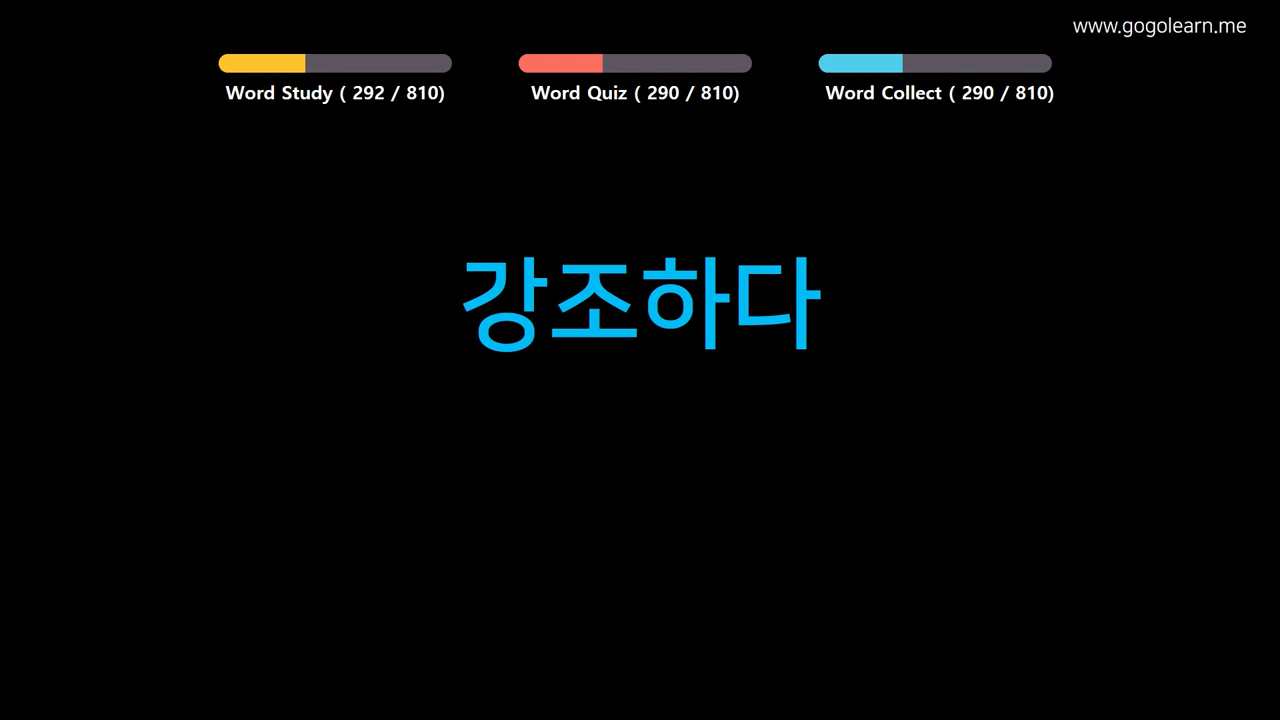 www.gogolearn.me
Word Study ( 292 / 810)
Word Quiz ( 290 / 810)
Word Collect ( 290 / 810)
강조하다